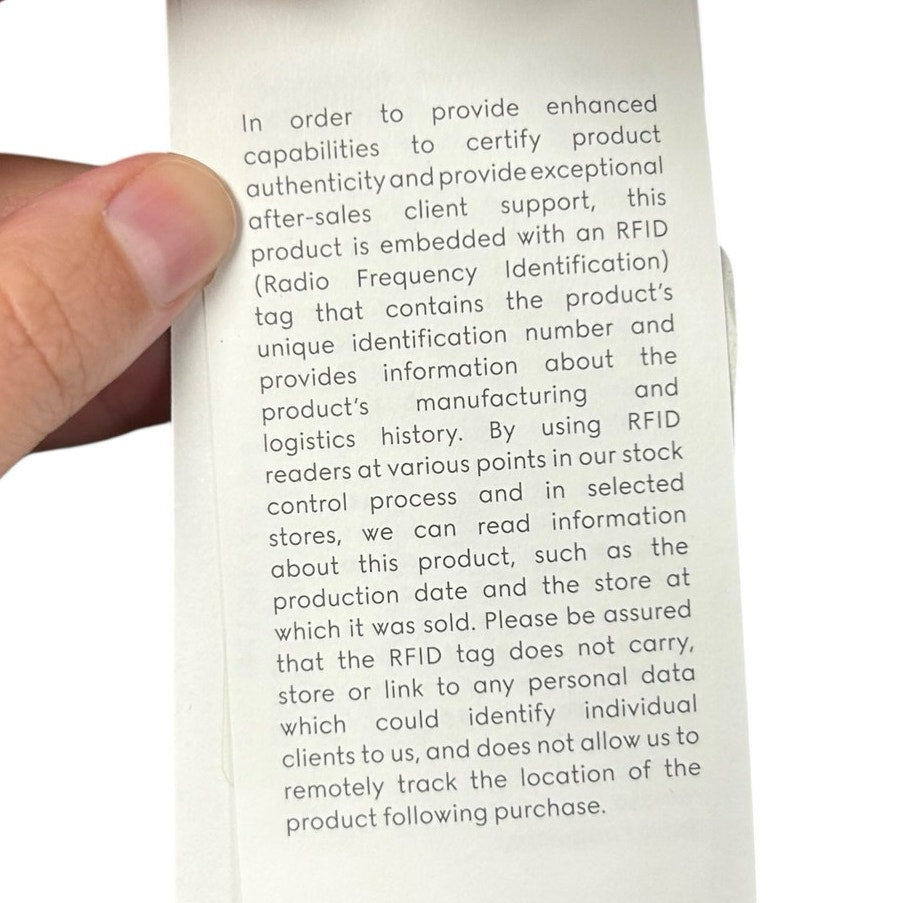 In order to provide enhanced
capabilities to certify product
authenticity and provide exceptional
after-sales client support, this
product is embedded with an RFID
(Radio Frequency Identification)
tag that contains the product's
unique identification number and
provides information about the
product's manufacturing and
logistics history. By using RFID
readers at various points in our stock
control process and in selected
stores, we can read information
about this product, such as the
production date and the store at
which it was sold. Please be assured
that the RFID tag does not carry,
store or link to any personal data
which could identify individual
clients to us, and does not allow us to
remotely track the location of the
product following purchase.